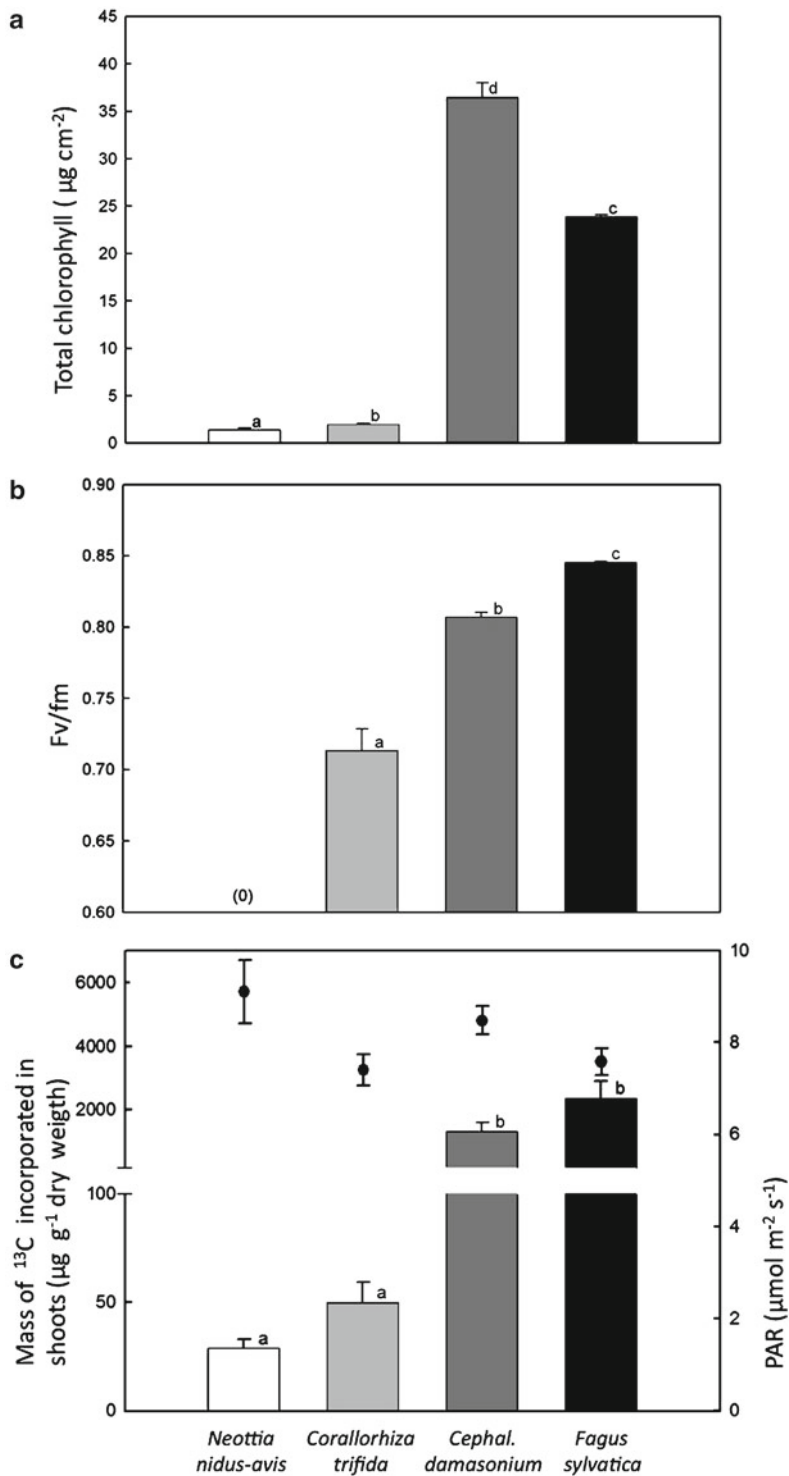 a
45
40
35
30
25
20
15
10
5
0
Total chlorophyll ( µg cm-2)
a
b
d
c
b
0.90
0.85
0.80
0.75
0.70
0.65
0.60
Fv/fm
(0)
a
b
c
c
6000
4000
2000
100
50
0
Mass of 13C incorporated in
shoots (µg g-1 dry weigth)
a
a
b
b
10
8
6
4
2
0
PAR (µmol m-2 s-1)
Neottia
nidus-avis
Corallorhiza
trifida
Cephal.
damasonium
Fagus
sylvatica